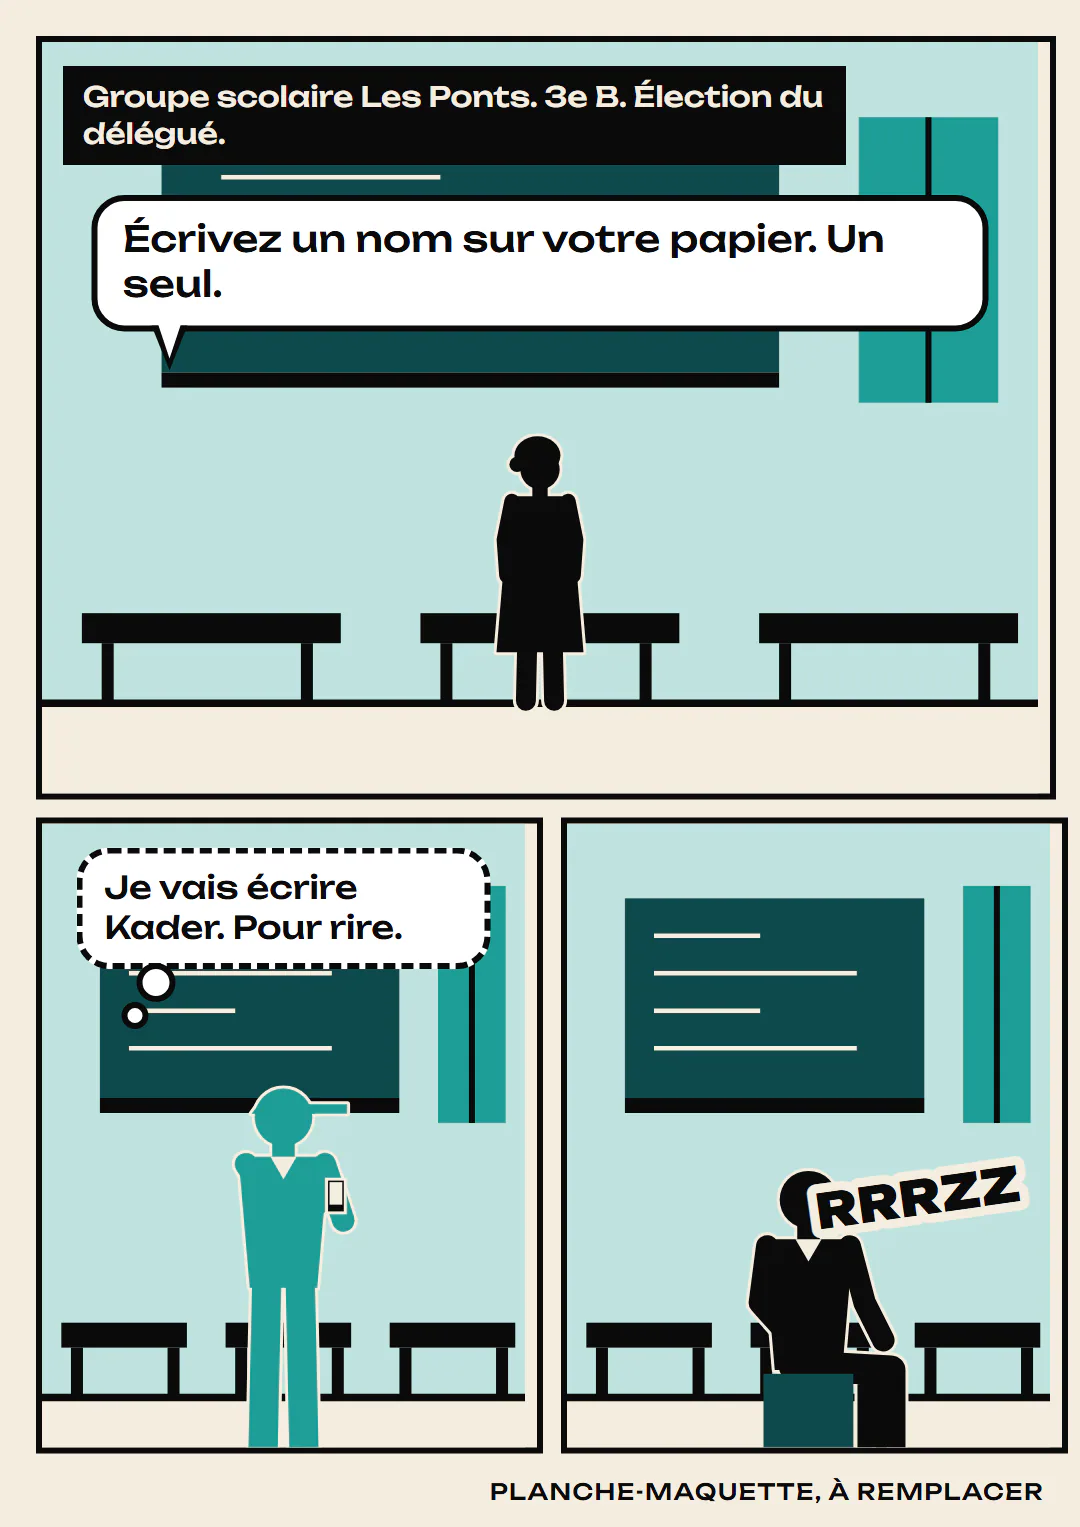 Groupe scolaire Les Ponts. 3e B. Élection du
délégué.
Écrivez un nom sur votre papier. Un
seul.
Je vais écrire
Kader. Pour rire.
RRRZZ
PLANCHE-MAQUETTE, À REMPLACER